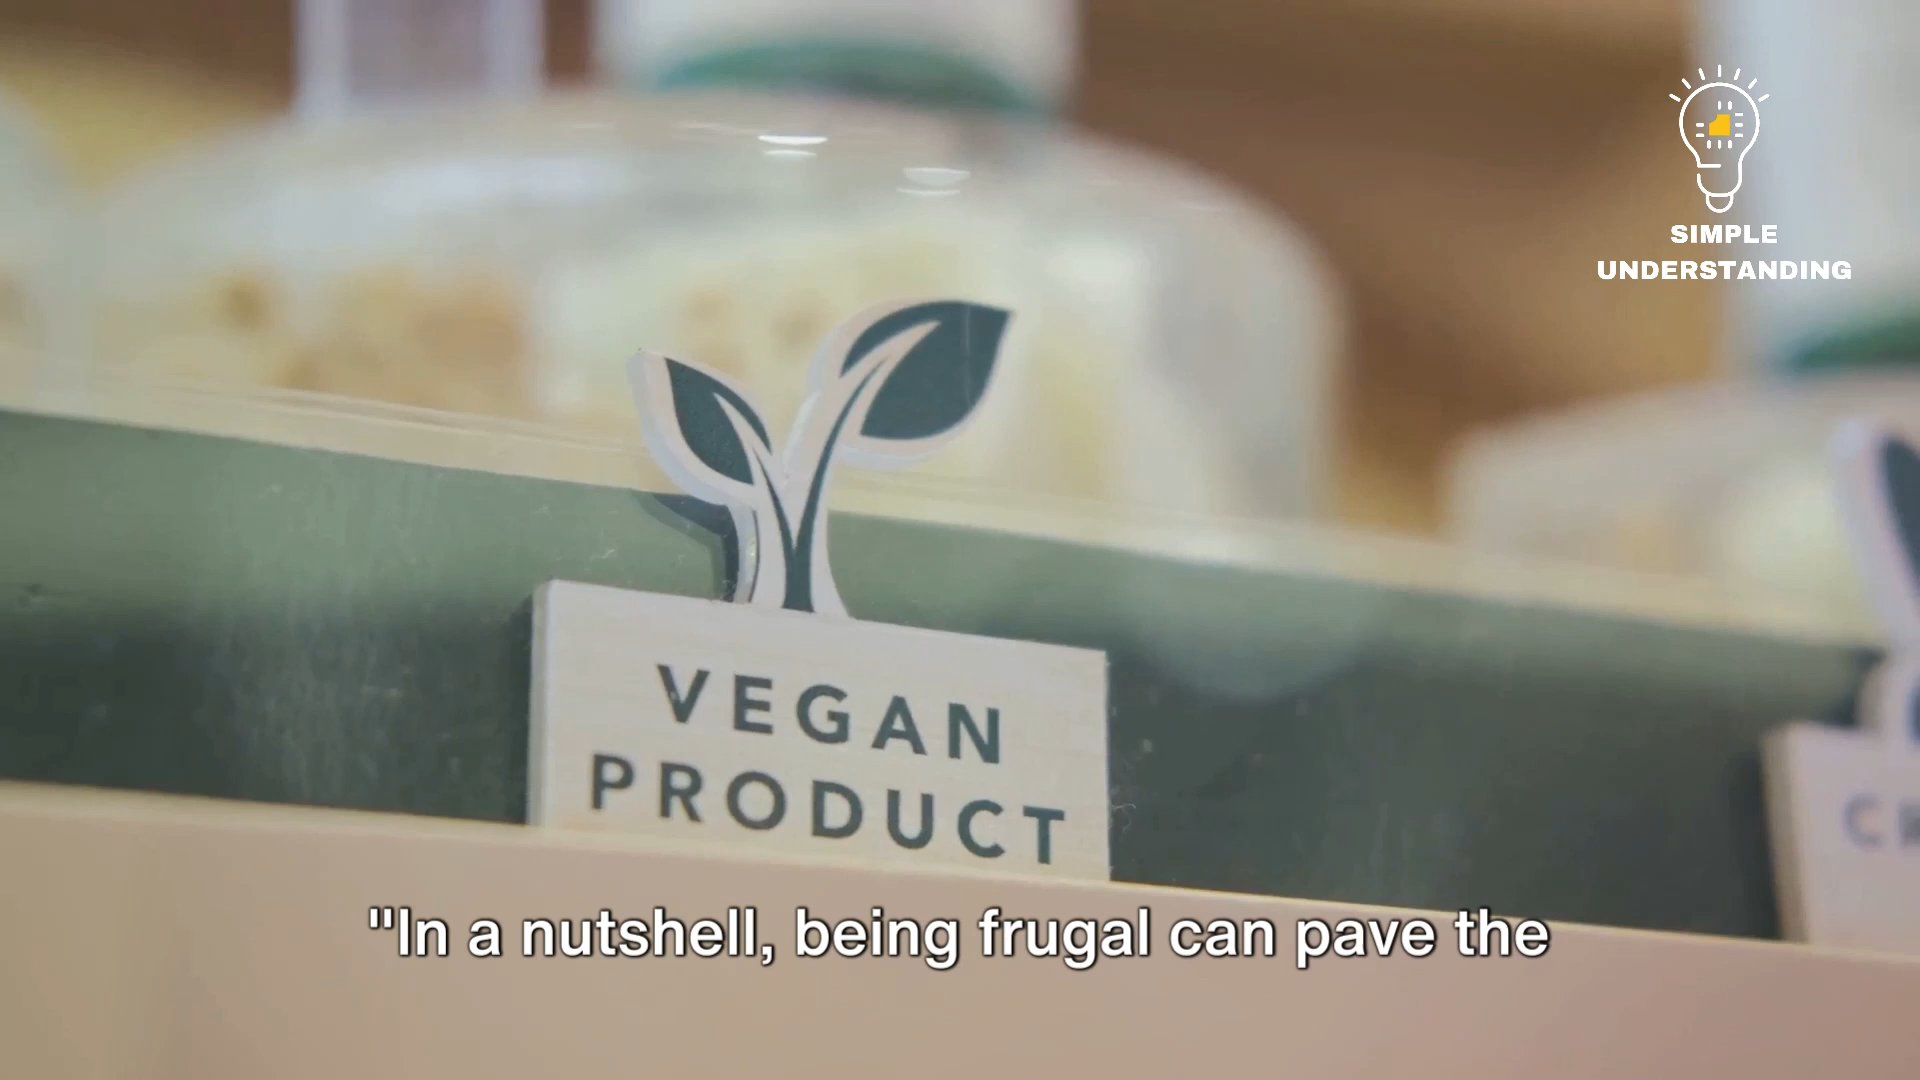 SIMPLE
UNDERSTANDING
VEGAN
PRODUCT
"In a nutshell, being frugal can pave the